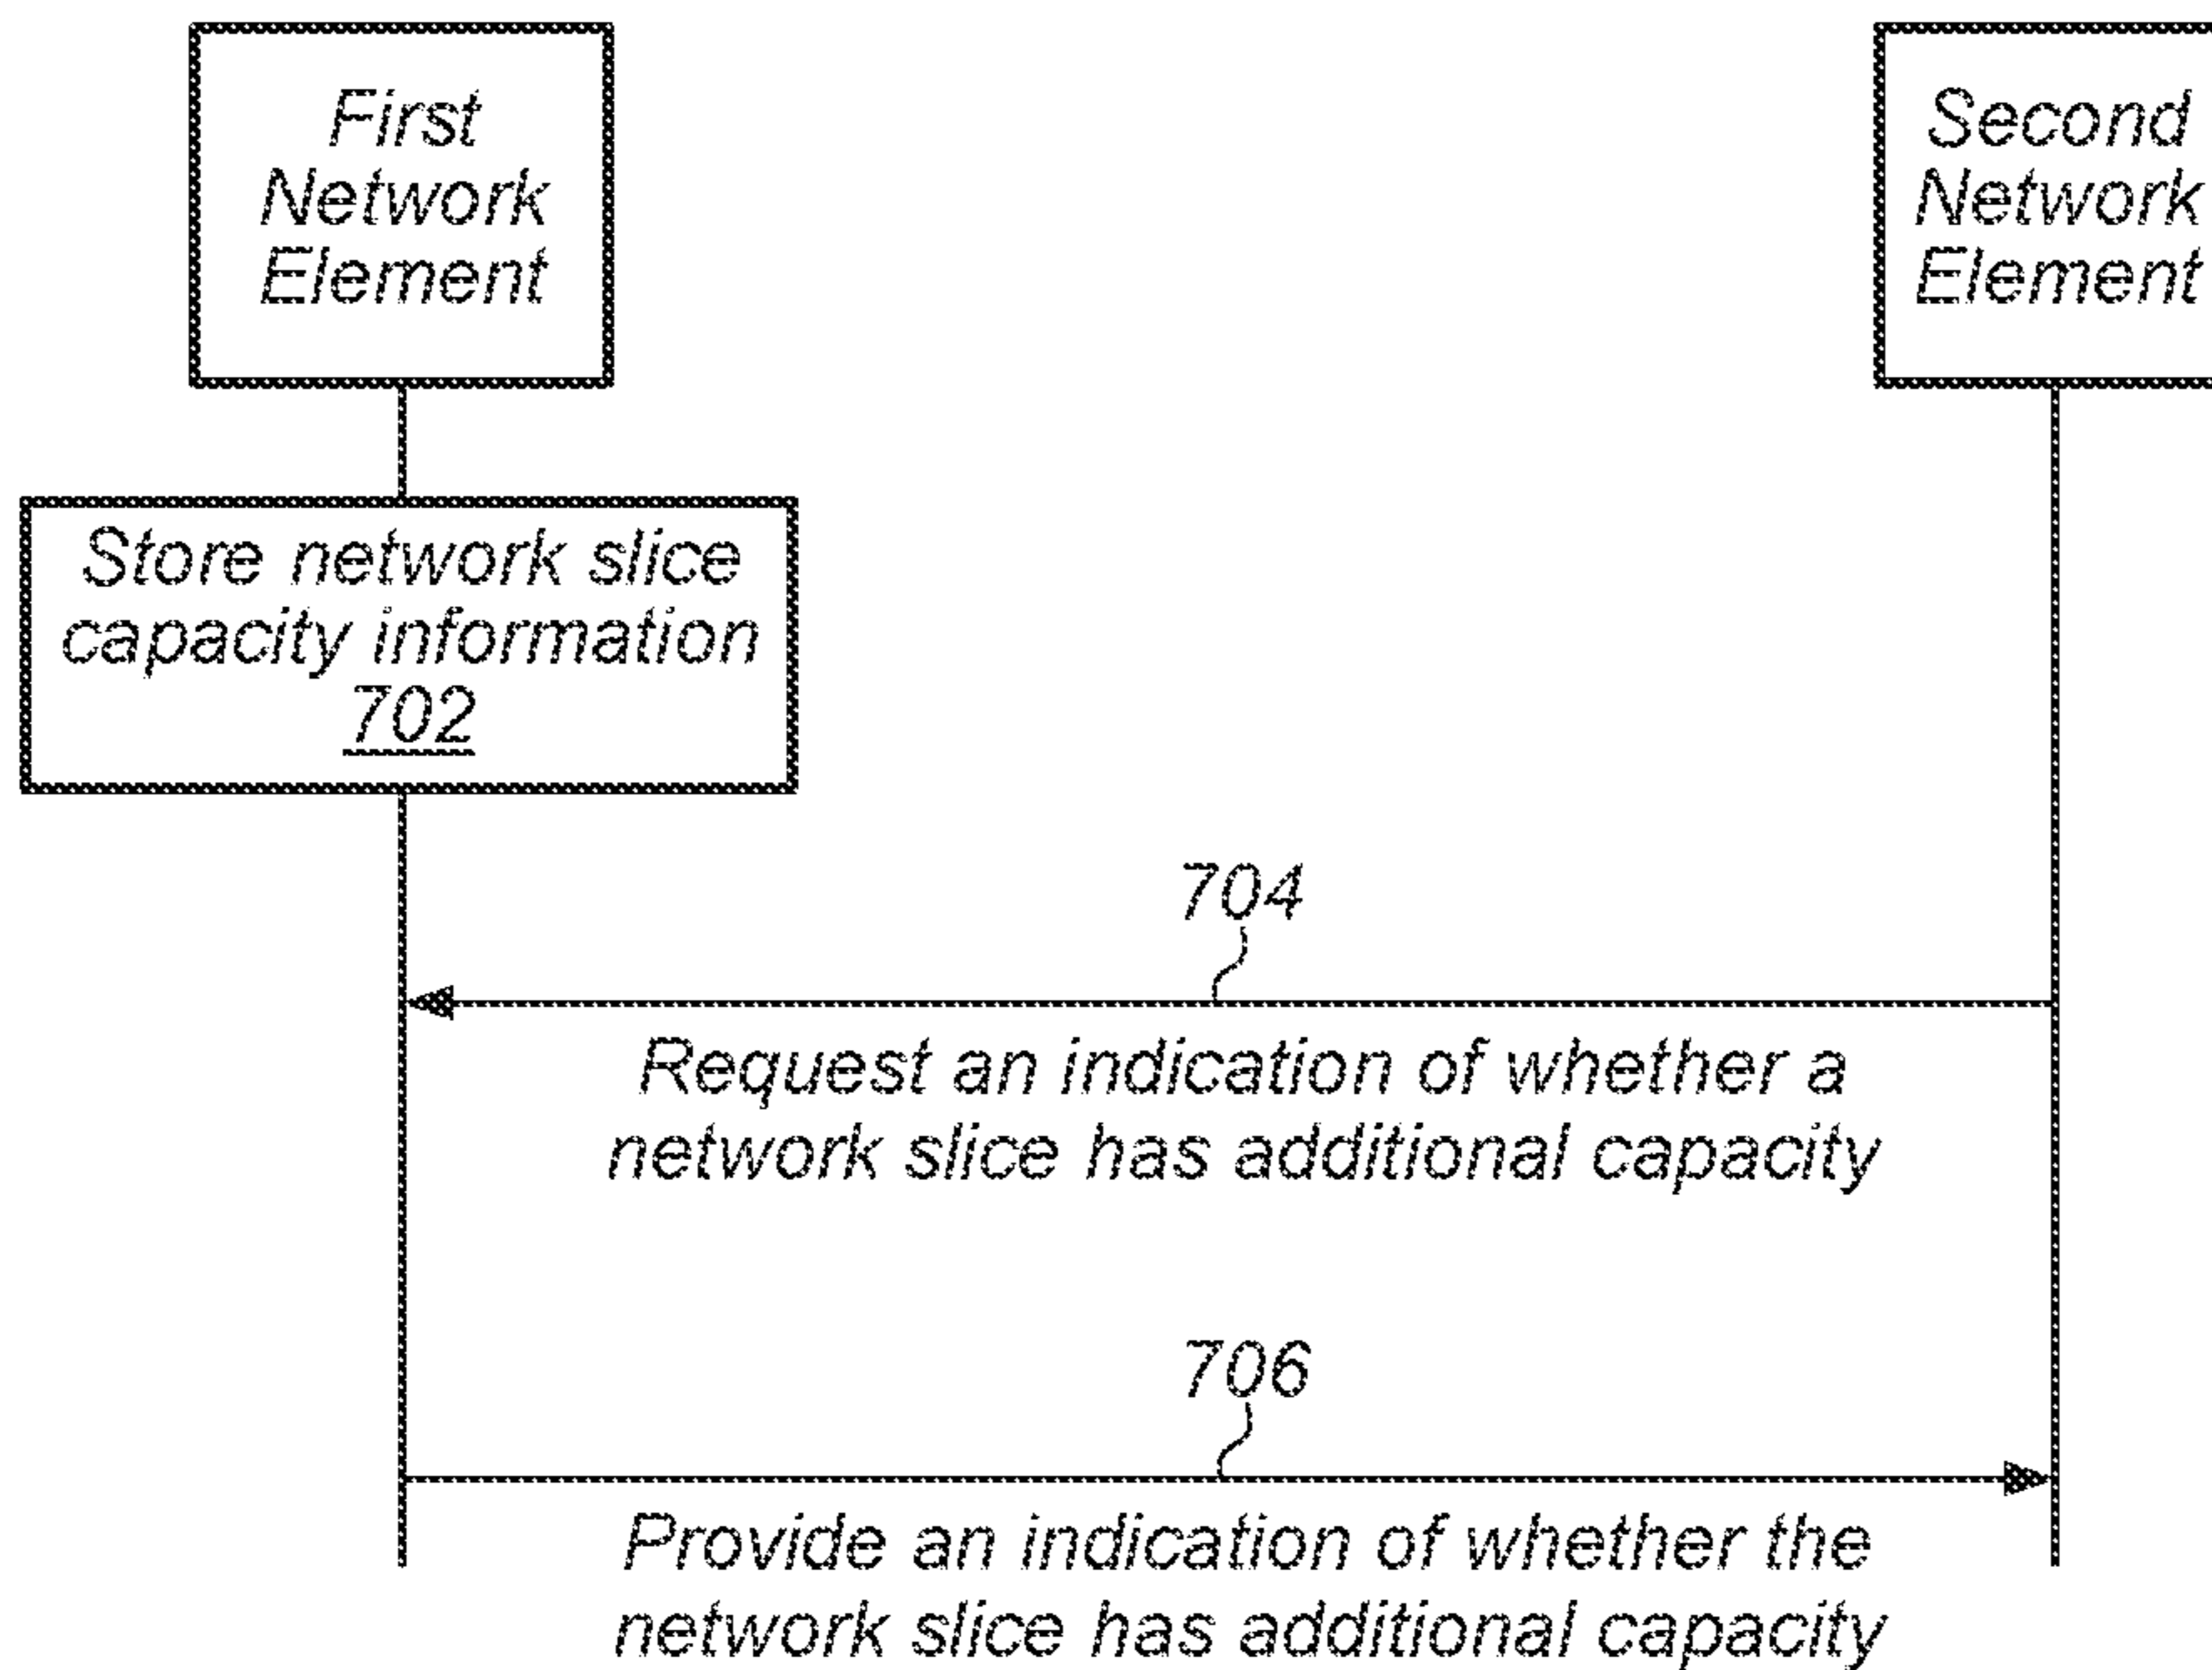 First
Network
Element
Second
Network
Element
Store network slice
capacity information
702
704
Request an indication of whether a
network slice has additional capacity
706
Provide an indication of whether the
network slice has additional capacity